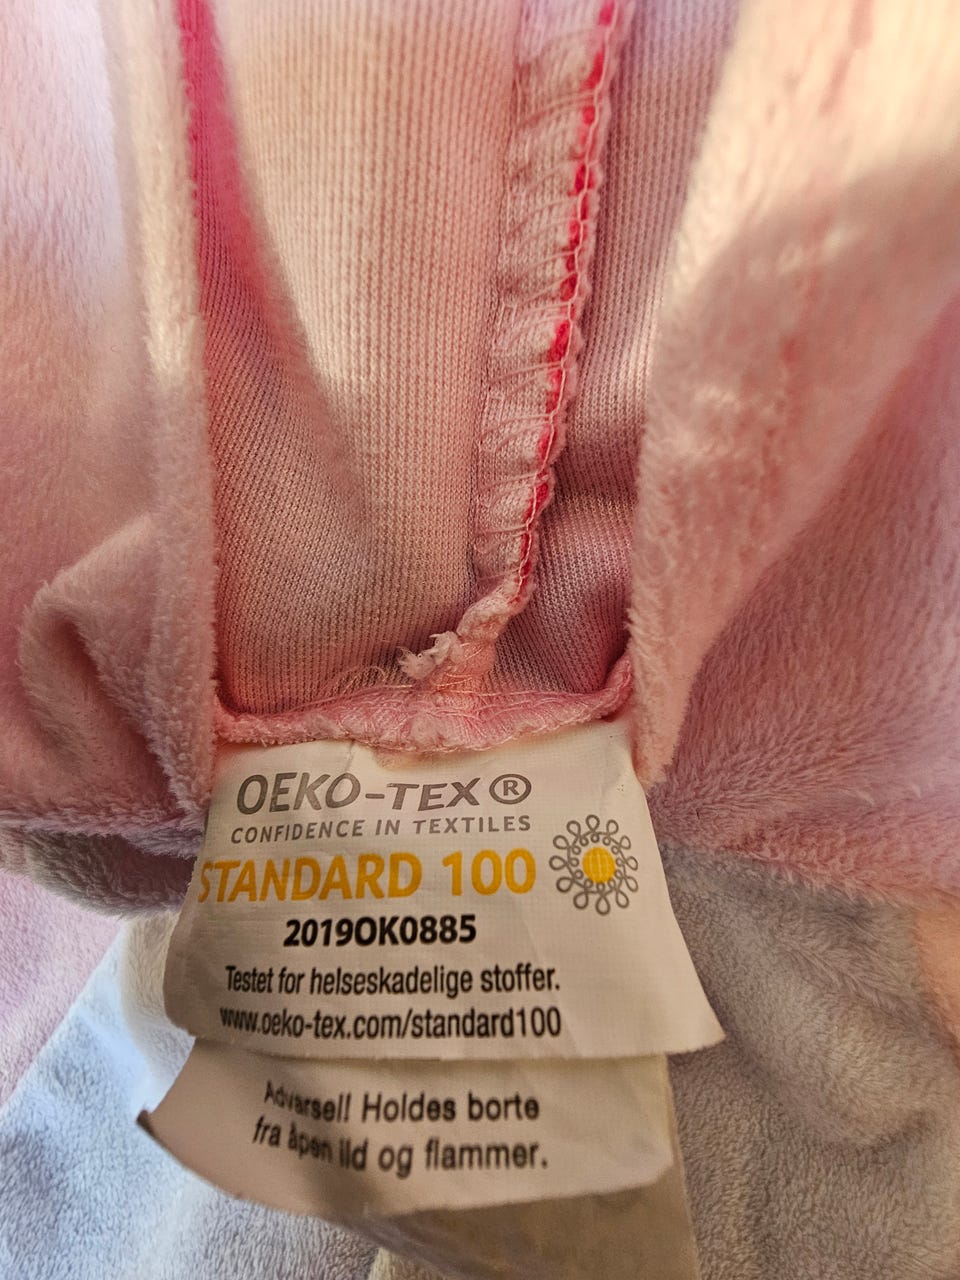 OEKO-TEX®
CONFIDENCE IN TEXTILES
STANDARD 100
2019OK0885
Testet for helseskadelige stoffer.
www.oeko-tex.com/standard100
Advarsel! Holdes borte
fra åpen ild og flammer.